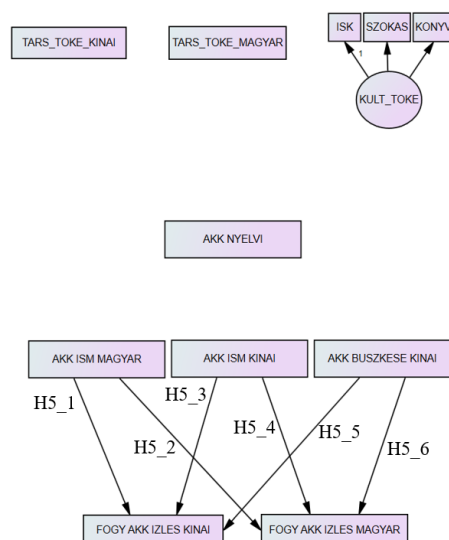 ISK SZOKAS KONYV
TARS_TOKE_KINAI TARS_TOKE_MAGYAR
1
KULT_TOKE
AKK NYELVI
AKK ISM MAGYAR AKK ISM KINAI AKK BUSZKESE KINAI
H5_1 H5_2 H5_3 H5_4 H5_5 H5_6
FOGY AKK IZLES KINAI FOGY AKK IZLES MAGYAR